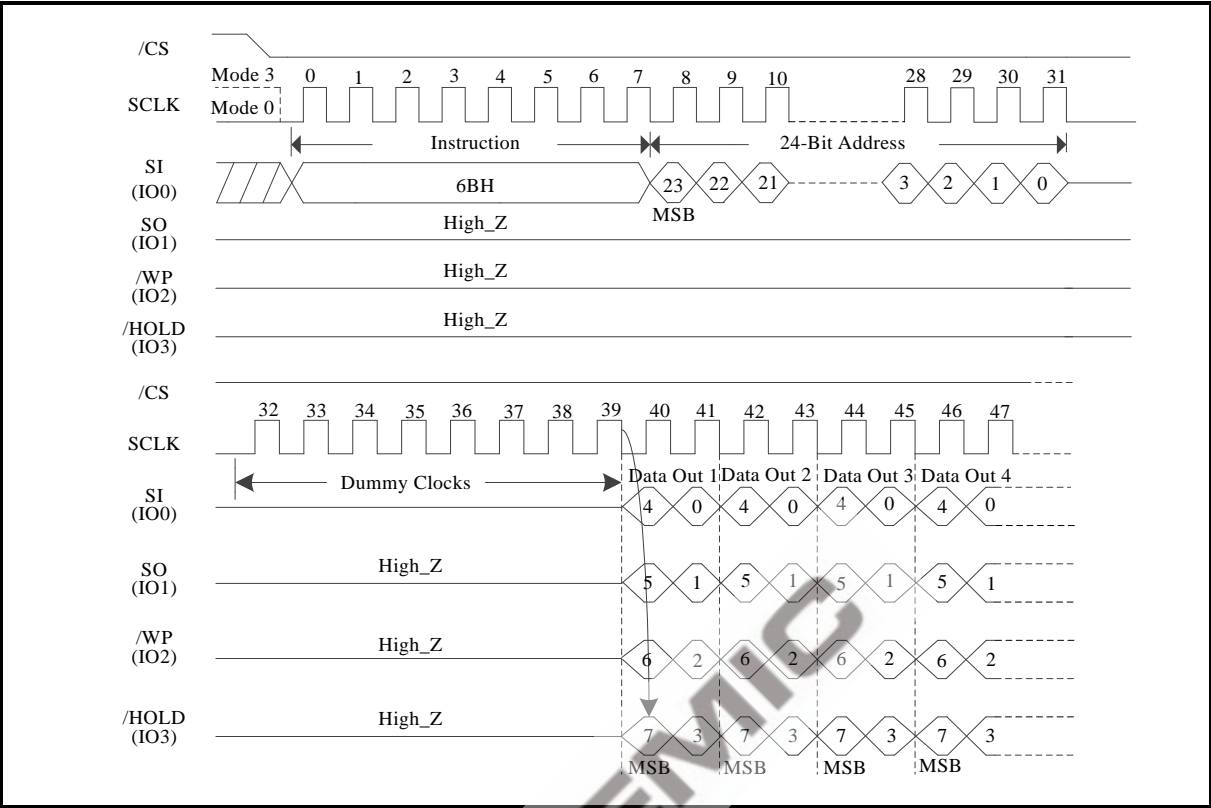 /CS
Mode 3 0 1 2 3 4 5 6 7 8 9 10 28 29 30 31
SCLK Mode 0
Instruction 24-Bit Address
SI
(IO0) 6BH 23 22 21 3 2 1 0
MSB
SO
(IO1) High_Z
/WP
(IO2) High_Z
/HOLD
(IO3) High_Z
/CS
32 33 34 35 36 37 38 39 40 41 42 43 44 45 46 47
SCLK
Dummy Clocks Data Out 1 Data Out 2 Data Out 3 Data Out 4
SI
(IO0) 4 0 4 0 4 0 4 0
SO
(IO1) High_Z 5 1 5 1 5 1 5 1
/WP
(IO2) High_Z 6 2 6 2 6 2 6 2
/HOLD
(IO3) High_Z 7 3 7 3 7 3 7 3
MSB MSB MSB MSB